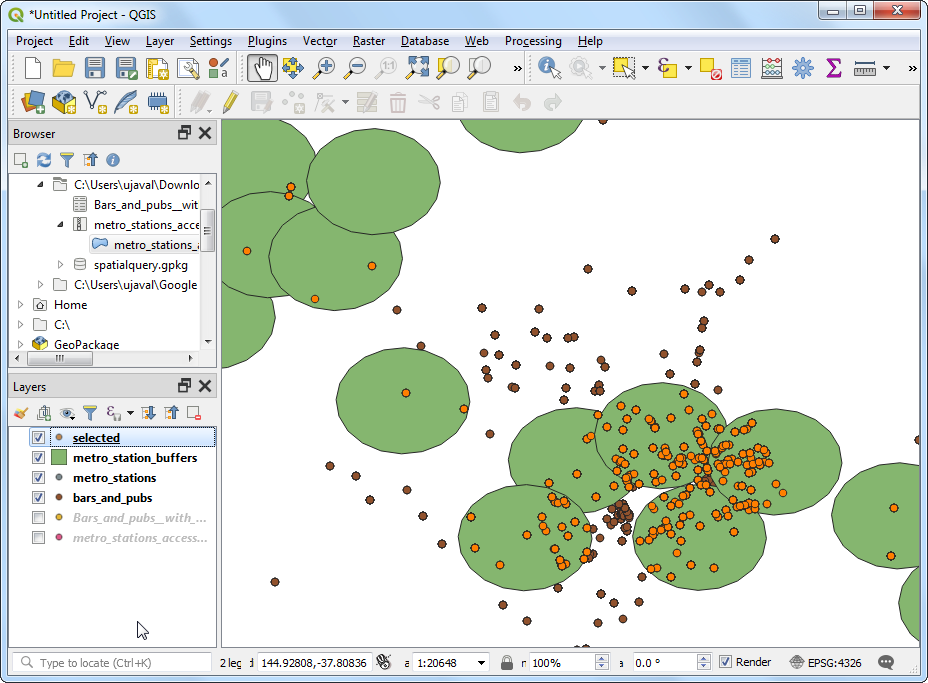 *Untitled Project - QGIS
Project Edit View Layer Settings Plugins Vector Raster Database Web Processing Help
Browser
C:\Users\ujaval\Downlo
Bars_and_pubs__wit
metro_stations_acce
metro_stations_a
spatialquery.gpkg
C:\Users\ujaval\Google
Home
C:\
GeoPackage
Layers
selected
metro_station_buffers
metro_stations
bars_and_pubs
Bars_and_pubs__with_...
metro_stations_access...
Type to locate (Ctrl+K) 2 leg 144.92808,-37.80836 1:20648 100% 0.0 ° Render EPSG:4326